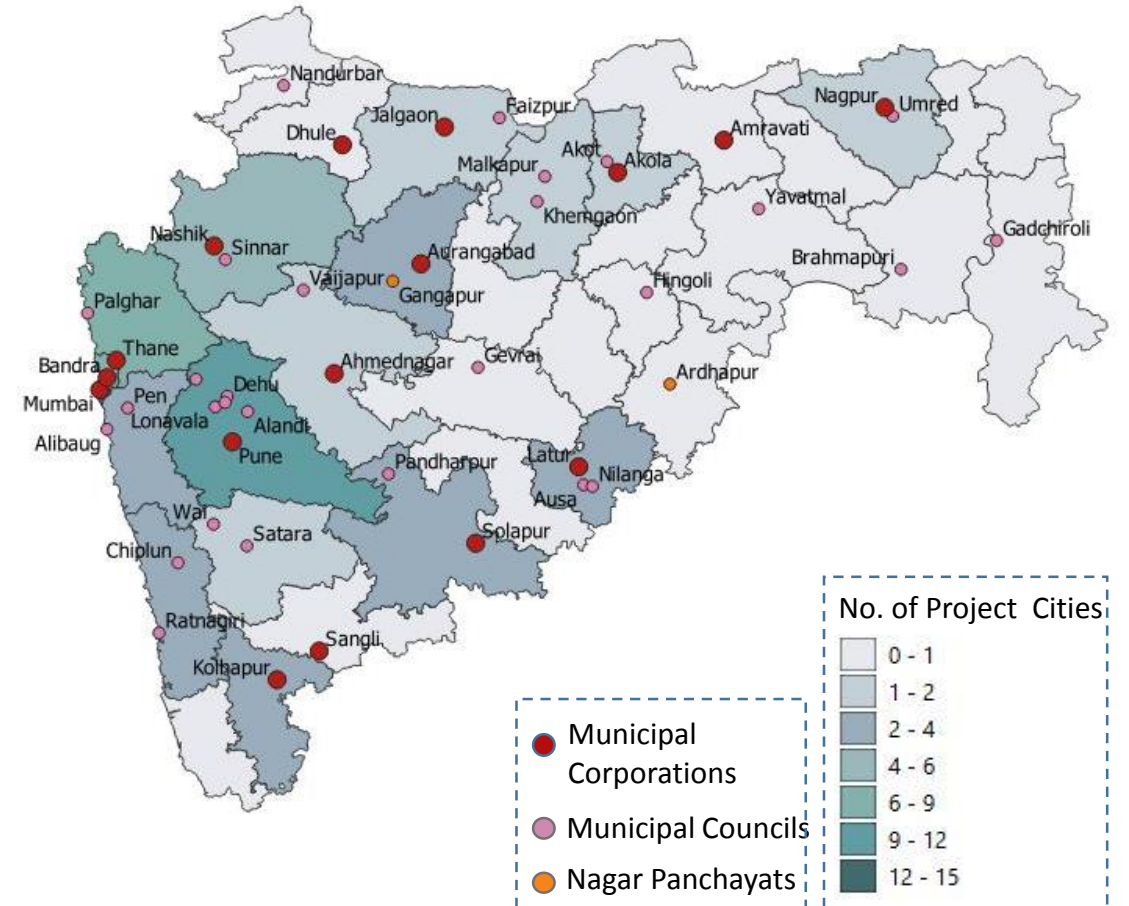 Nandurbar
Jalgaon
Faizpur
Dhule
Nagpur
Umred
Amravati
Malkapur
Akot
Akola
Khemgaon
Yavatmal
Gadchiroli
Brahmapuri
Nashik
Sinnar
Aurangabad
Vaijapur
Gangapur
Hingoli
Palghar
Thane
Bandra
Mumbai
Ahmednagar
Gevrai
Ardhapur
Pen
Dehu
Lonavala
Alandi
Alibaug
Pune
Pandharpur
Latur
Nilanga
Ausa
Wai
Satara
Solapur
Chiplun
Ratnagiri
Sangli
Kolhapur
No. of Project Cities
0 - 1
1 - 2
2 - 4
4 - 6
6 - 9
9 - 12
12 - 15
Municipal
Corporations
Municipal Councils
Nagar Panchayats